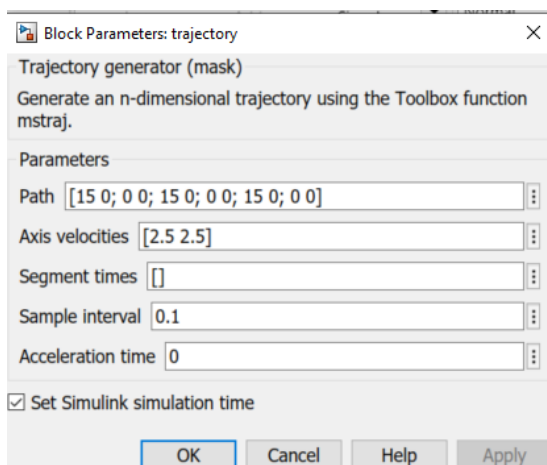 Block Parameters: trajectory
Trajectory generator (mask)
Generate an n-dimensional trajectory using the Toolbox function
mstraj.
Parameters
Path [15 0; 0 0; 15 0; 0 0; 15 0; 0 0]
Axis velocities [2.5 2.5]
Segment times []
Sample interval 0.1
Acceleration time 0
Set Simulink simulation time
OK Cancel Help Apply